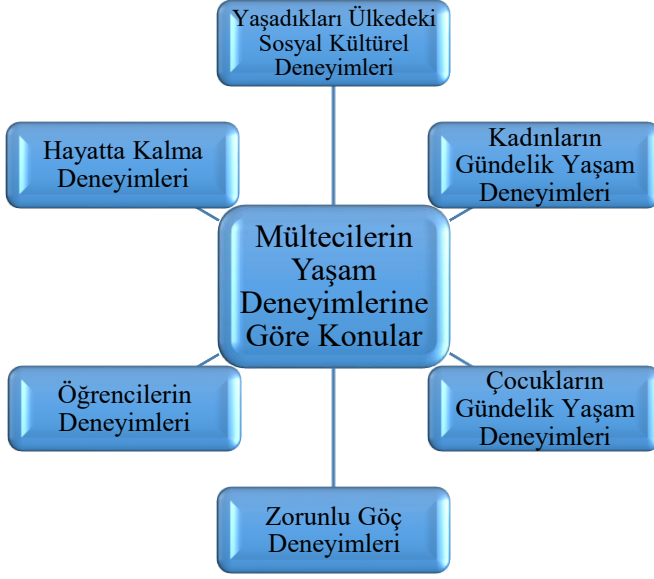 Yaşadıkları Ülkedeki
Sosyal Kültürel
Deneyimleri
Hayatta Kalma
Deneyimleri
Kadınların
Gündelik Yaşam
Deneyimleri
Mültecilerin
Yaşam
Deneyimlerine
Göre Konular
Öğrencilerin
Deneyimleri
Çocukların
Gündelik Yaşam
Deneyimleri
Zorunlu Göç
Deneyimleri